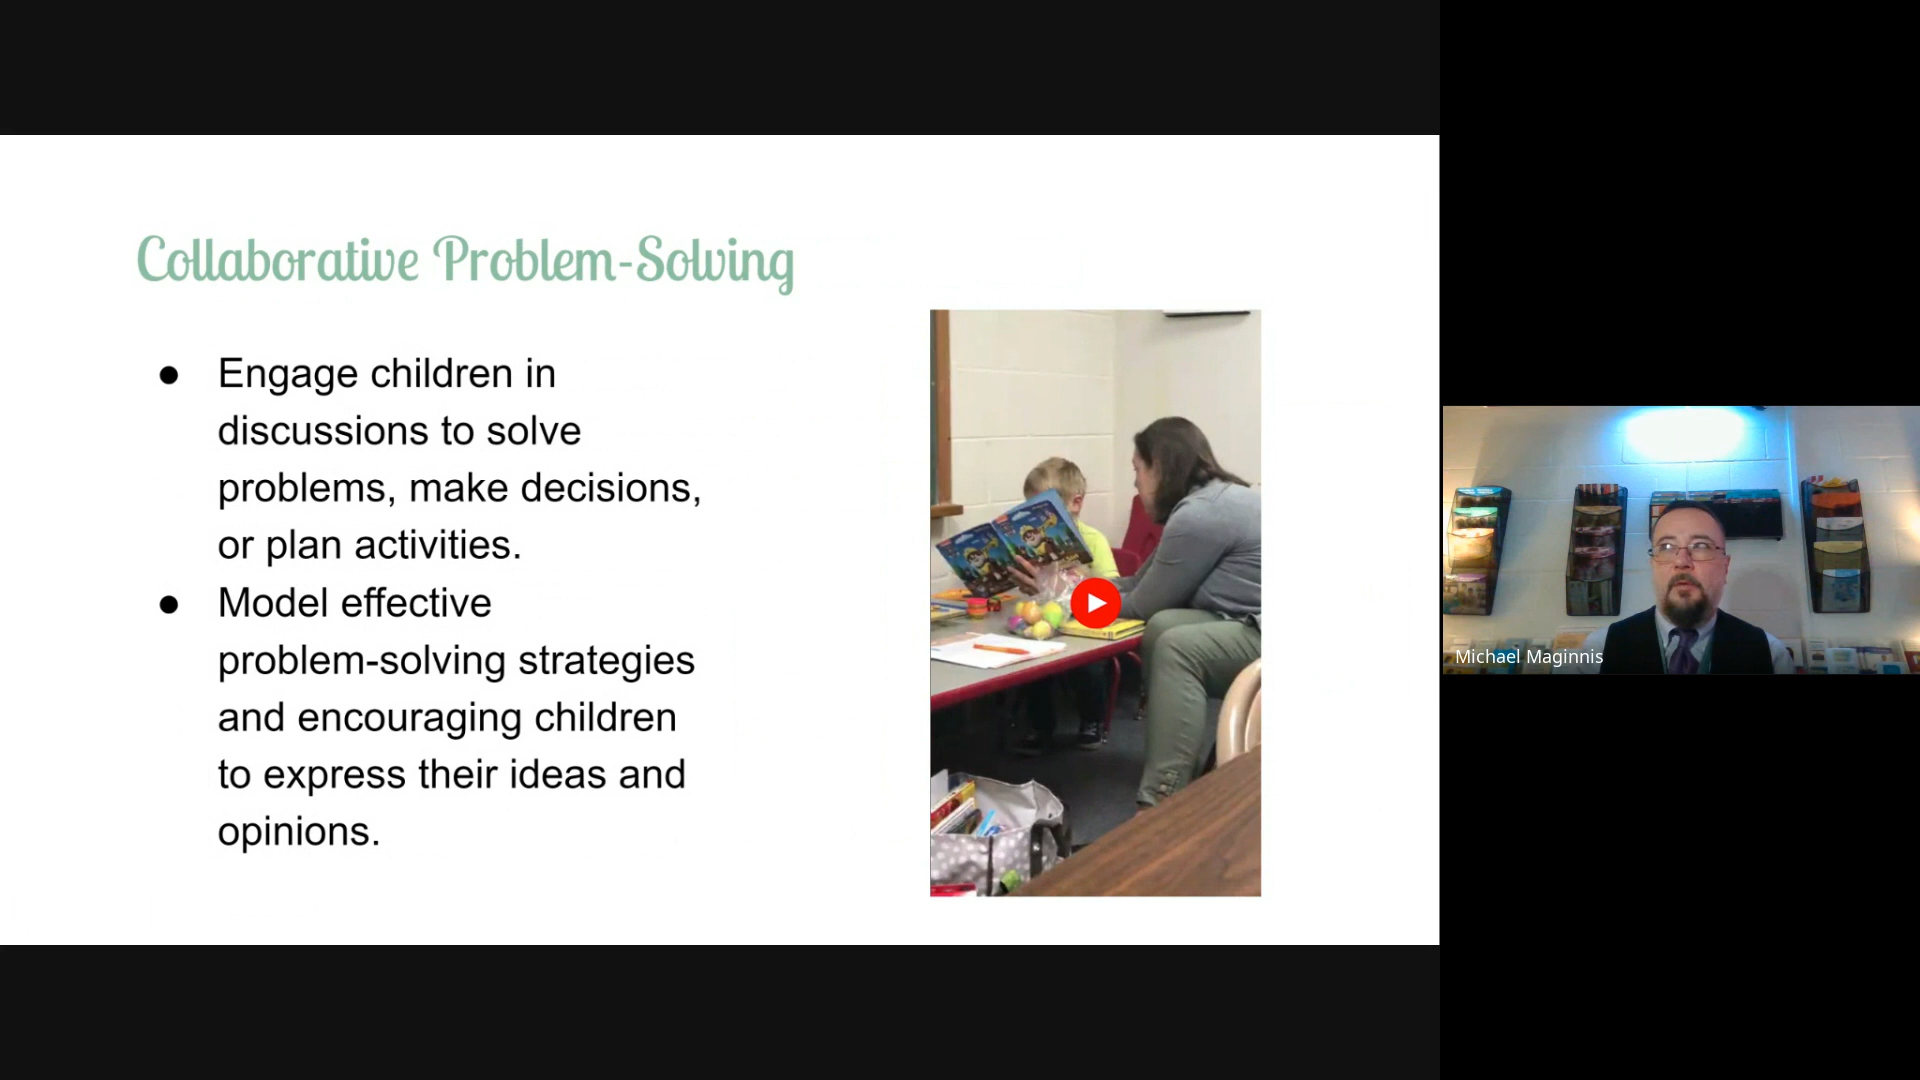 Collaborative Problem-Solving
● Engage children in
discussions to solve
problems, make decisions,
or plan activities.
● Model effective
problem-solving strategies
and encouraging children
to express their ideas and
opinions.
Michael Maginnis